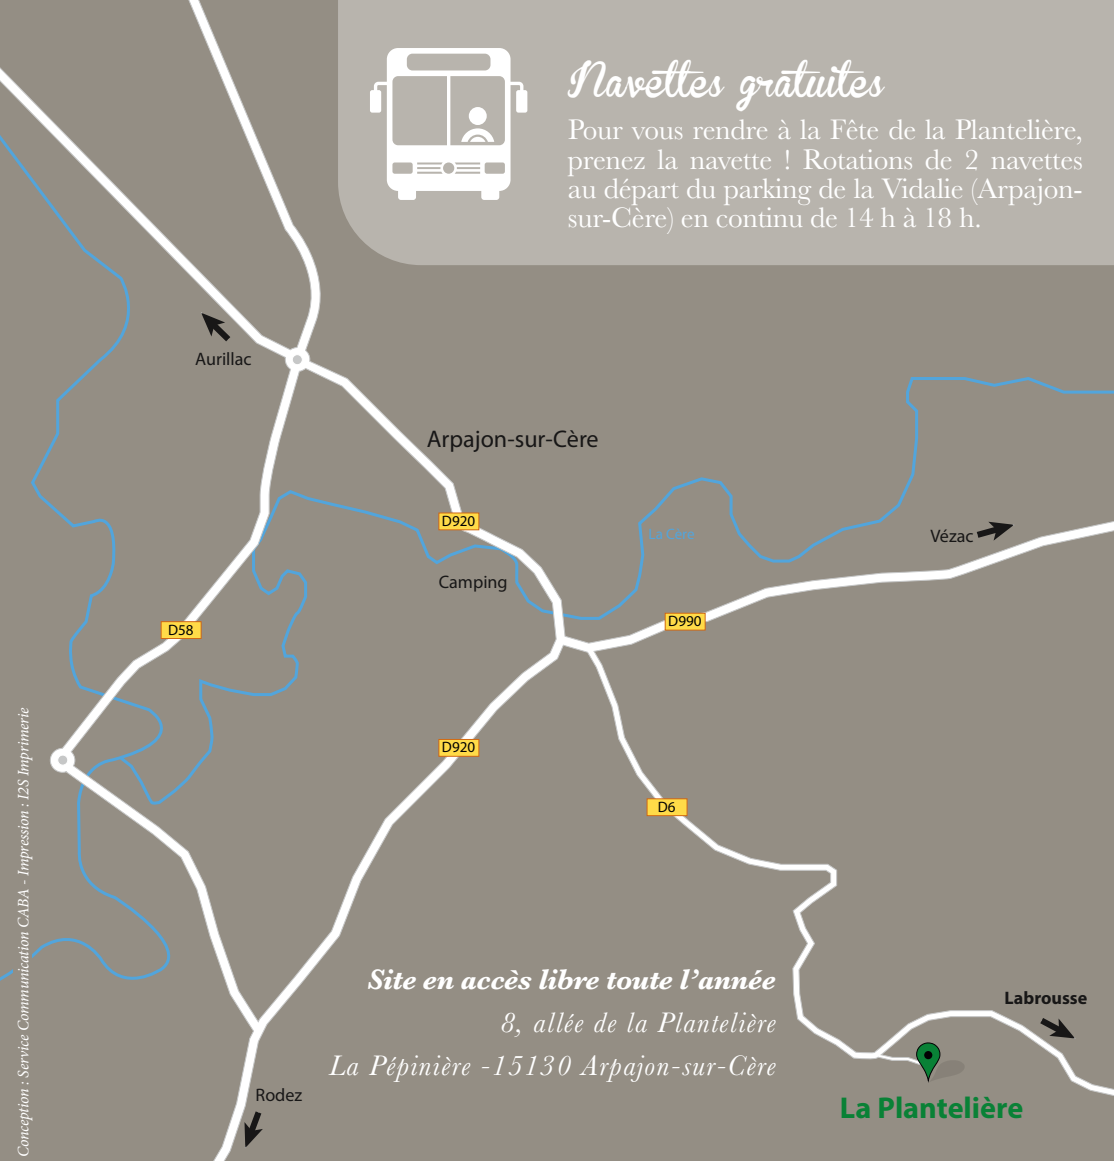 Navettes gratuites
Pour vous rendre à la Fête de la Plantelière,
prenez la navette ! Rotations de 2 navettes
au départ du parking de la Vidalie (Arpajon-
sur-Cère) en continu de 14 h à 18 h.
Aurillac
Arpajon-sur-Cère
D920
La Cère
Vézac
Camping
D58
D990
D920
D6
Site en accès libre toute l'année
8, allée de la Plantelière
La Pépinière -15130 Arpajon-sur-Cère
Labrousse
La Plantelière
Rodez
Conception : Service Communication CABA - Impression : I2S Imprimerie